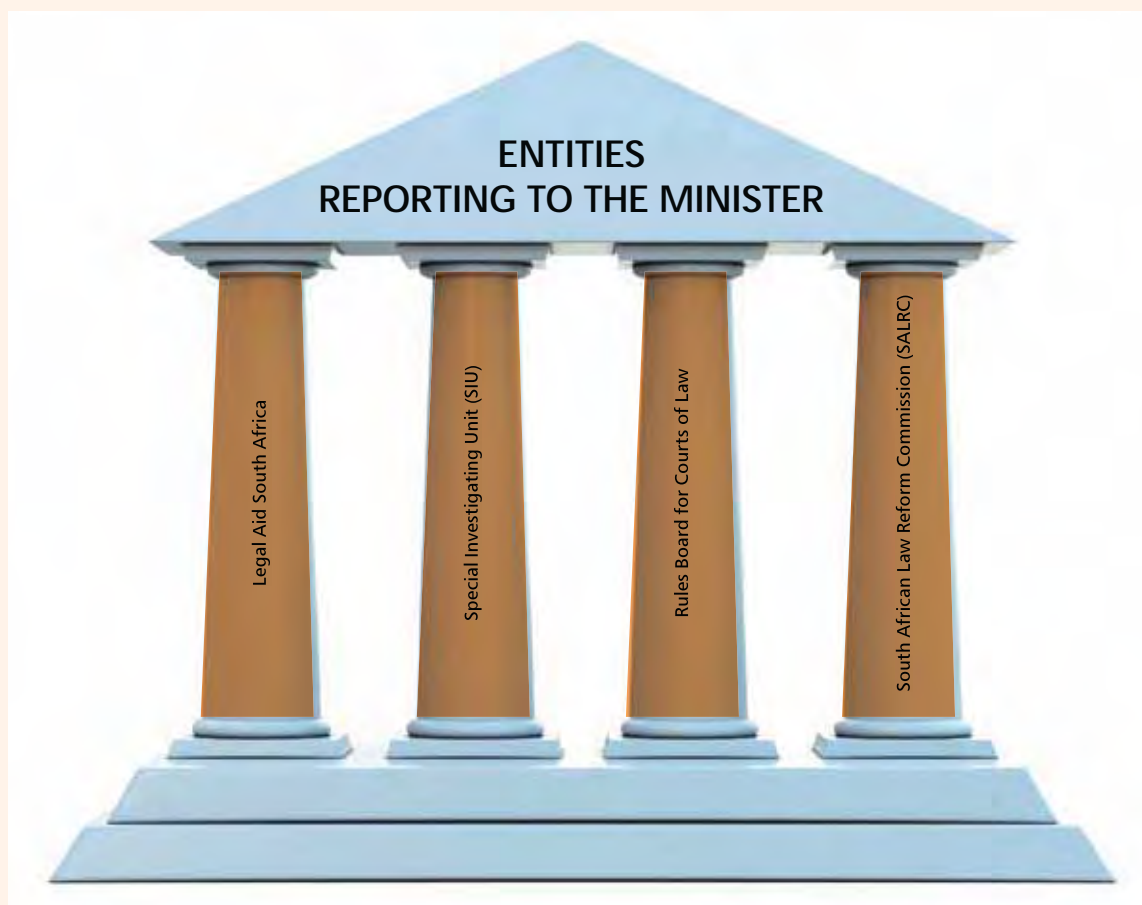 ENTITIES
REPORTING TO THE MINISTER
Legal Aid South Africa
Special Investigating Unit (SIU)
Rules Board for Courts of Law
South African Law Reform Commission (SALRC)